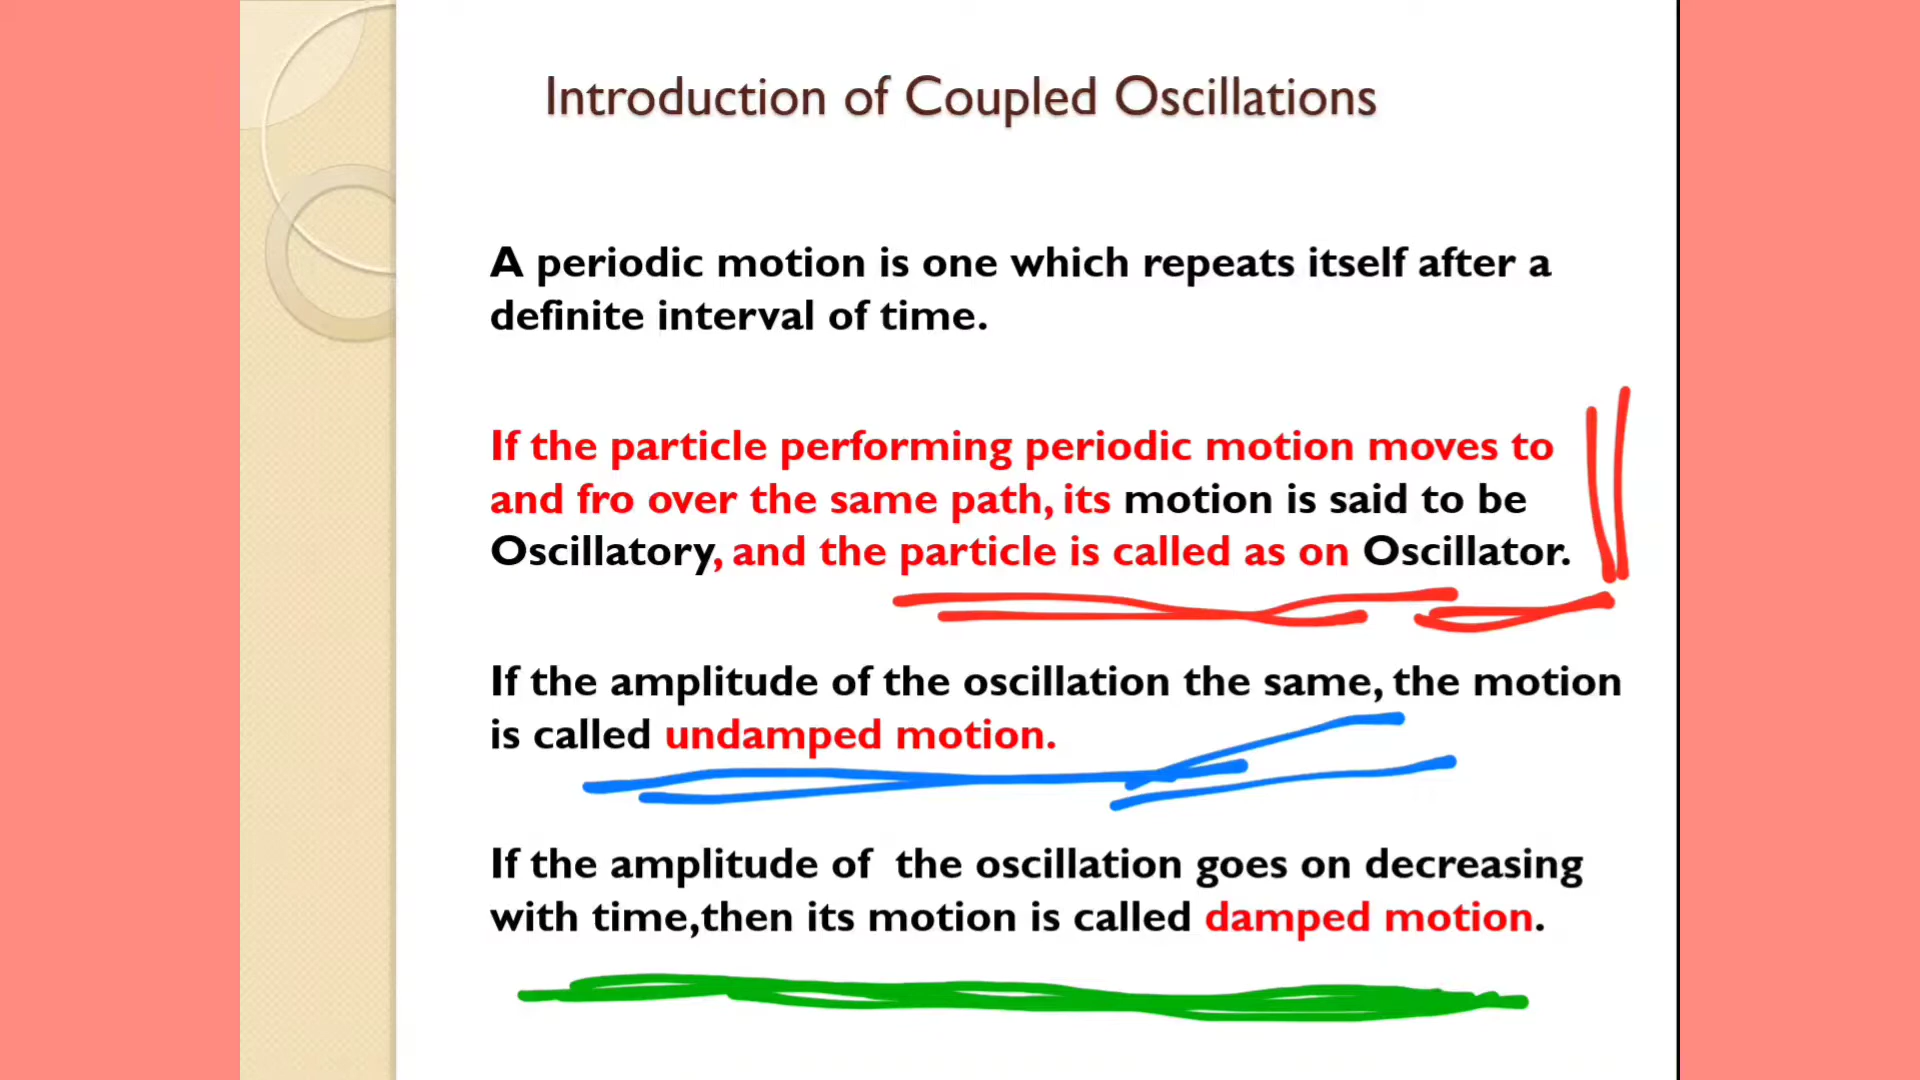 Introduction of Coupled Oscillations
A periodic motion is one which repeats itself after a
definite interval of time.
If the particle performing periodic motion moves to
and fro over the same path, its motion is said to be
Oscillatory, and the particle is called as on Oscillator.
If the amplitude of the oscillation the same, the motion
is called undamped motion.
If the amplitude of  the oscillation goes on decreasing
with time,then its motion is called damped motion.